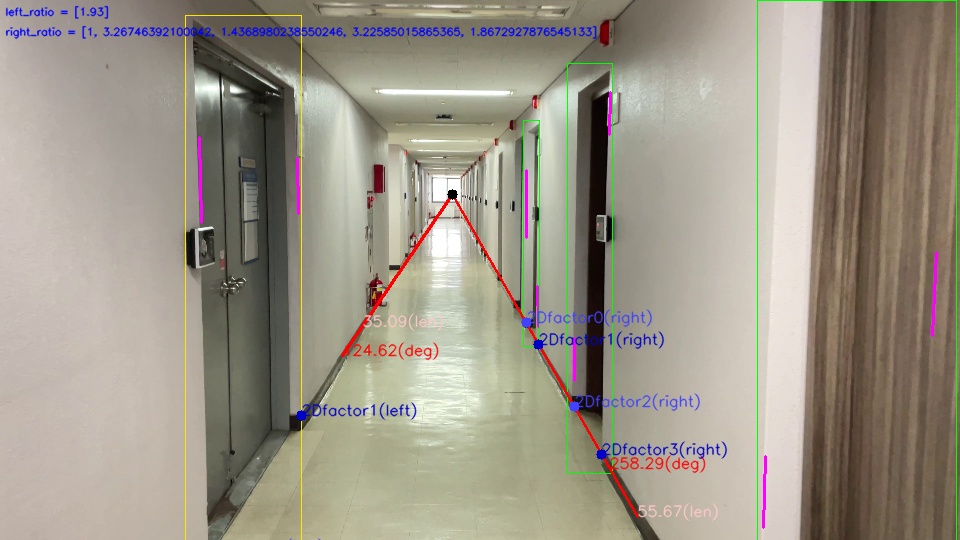 left_ratio = [1.93]
right_ratio = [1, 3.26746392100042, 1.4368980238550246, 3.22585015865365, 1.8672927876545133]
2Dfactor0(right)
35.09(len)
2Dfactor1(right)
24.62(deg)
2Dfactor2(right)
2Dfactor1(left)
2Dfactor3(right)
258.29(deg)
55.67(len)